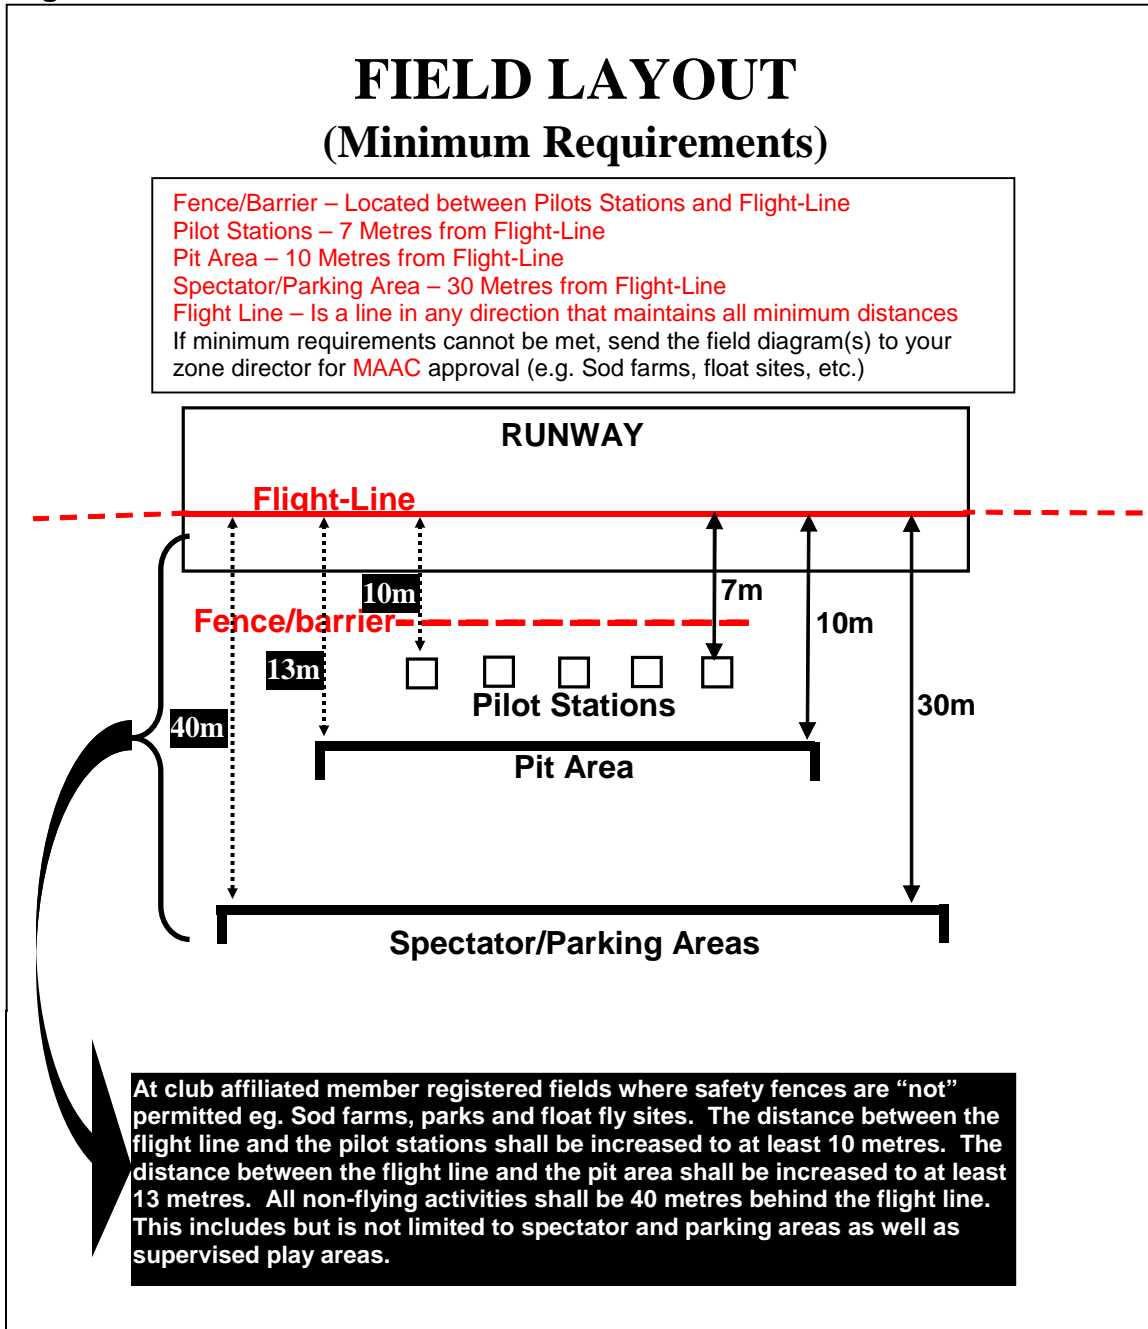 FIELD LAYOUT
(Minimum Requirements)
Fence/Barrier – Located between Pilots Stations and Flight-Line
Pilot Stations – 7 Metres from Flight-Line
Pit Area – 10 Metres from Flight-Line
Spectator/Parking Area – 30 Metres from Flight-Line
Flight Line – Is a line in any direction that maintains all minimum distances
If minimum requirements cannot be met, send the field diagram(s) to your
zone director for MAAC approval (e.g. Sod farms, float sites, etc.)
RUNWAY
Flight-Line
10m
7m
Fence/barrier
10m
13m
Pilot Stations
40m
30m
Pit Area
Spectator/Parking Areas
At club affiliated member registered fields where safety fences are “not”
permitted eg. Sod farms, parks and float fly sites. The distance between the
flight line and the pilot stations shall be increased to at least 10 metres. The
distance between the flight line and the pit area shall be increased to at least
13 metres. All non-flying activities shall be 40 metres behind the flight line.
This includes but is not limited to spectator and parking areas as well as
supervised play areas.